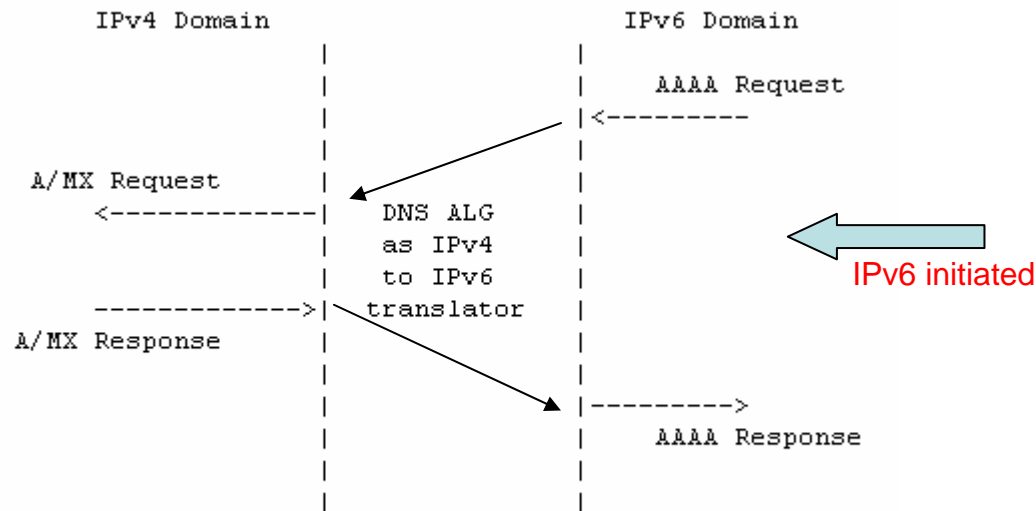 IPv4 Domain
IPv6 Domain
AAAA Request
<---------
A/MX Request
<-------------
DNS ALG
as IPv4
to IPv6
translator
IPv6 initiated
------------->
A/MX Response
--------->
AAAA Response